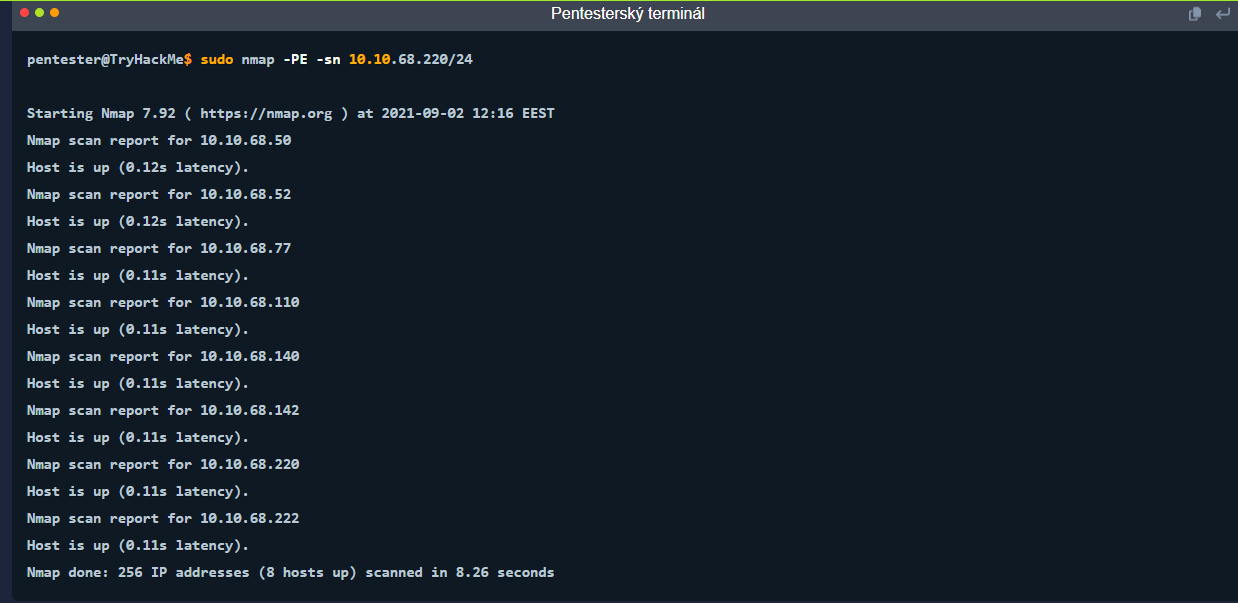 Pentesterský terminál
pentester@TryHackMe$ sudo nmap -PE -sn 10.10.68.220/24
Starting Nmap 7.92 ( https://nmap.org ) at 2021-09-02 12:16 EEST
Nmap scan report for 10.10.68.50
Host is up (0.12s latency).
Nmap scan report for 10.10.68.52
Host is up (0.12s latency).
Nmap scan report for 10.10.68.77
Host is up (0.11s latency).
Nmap scan report for 10.10.68.110
Host is up (0.11s latency).
Nmap scan report for 10.10.68.140
Host is up (0.11s latency).
Nmap scan report for 10.10.68.142
Host is up (0.11s latency).
Nmap scan report for 10.10.68.220
Host is up (0.11s latency).
Nmap scan report for 10.10.68.222
Host is up (0.11s latency).
Nmap done: 256 IP addresses (8 hosts up) scanned in 8.26 seconds